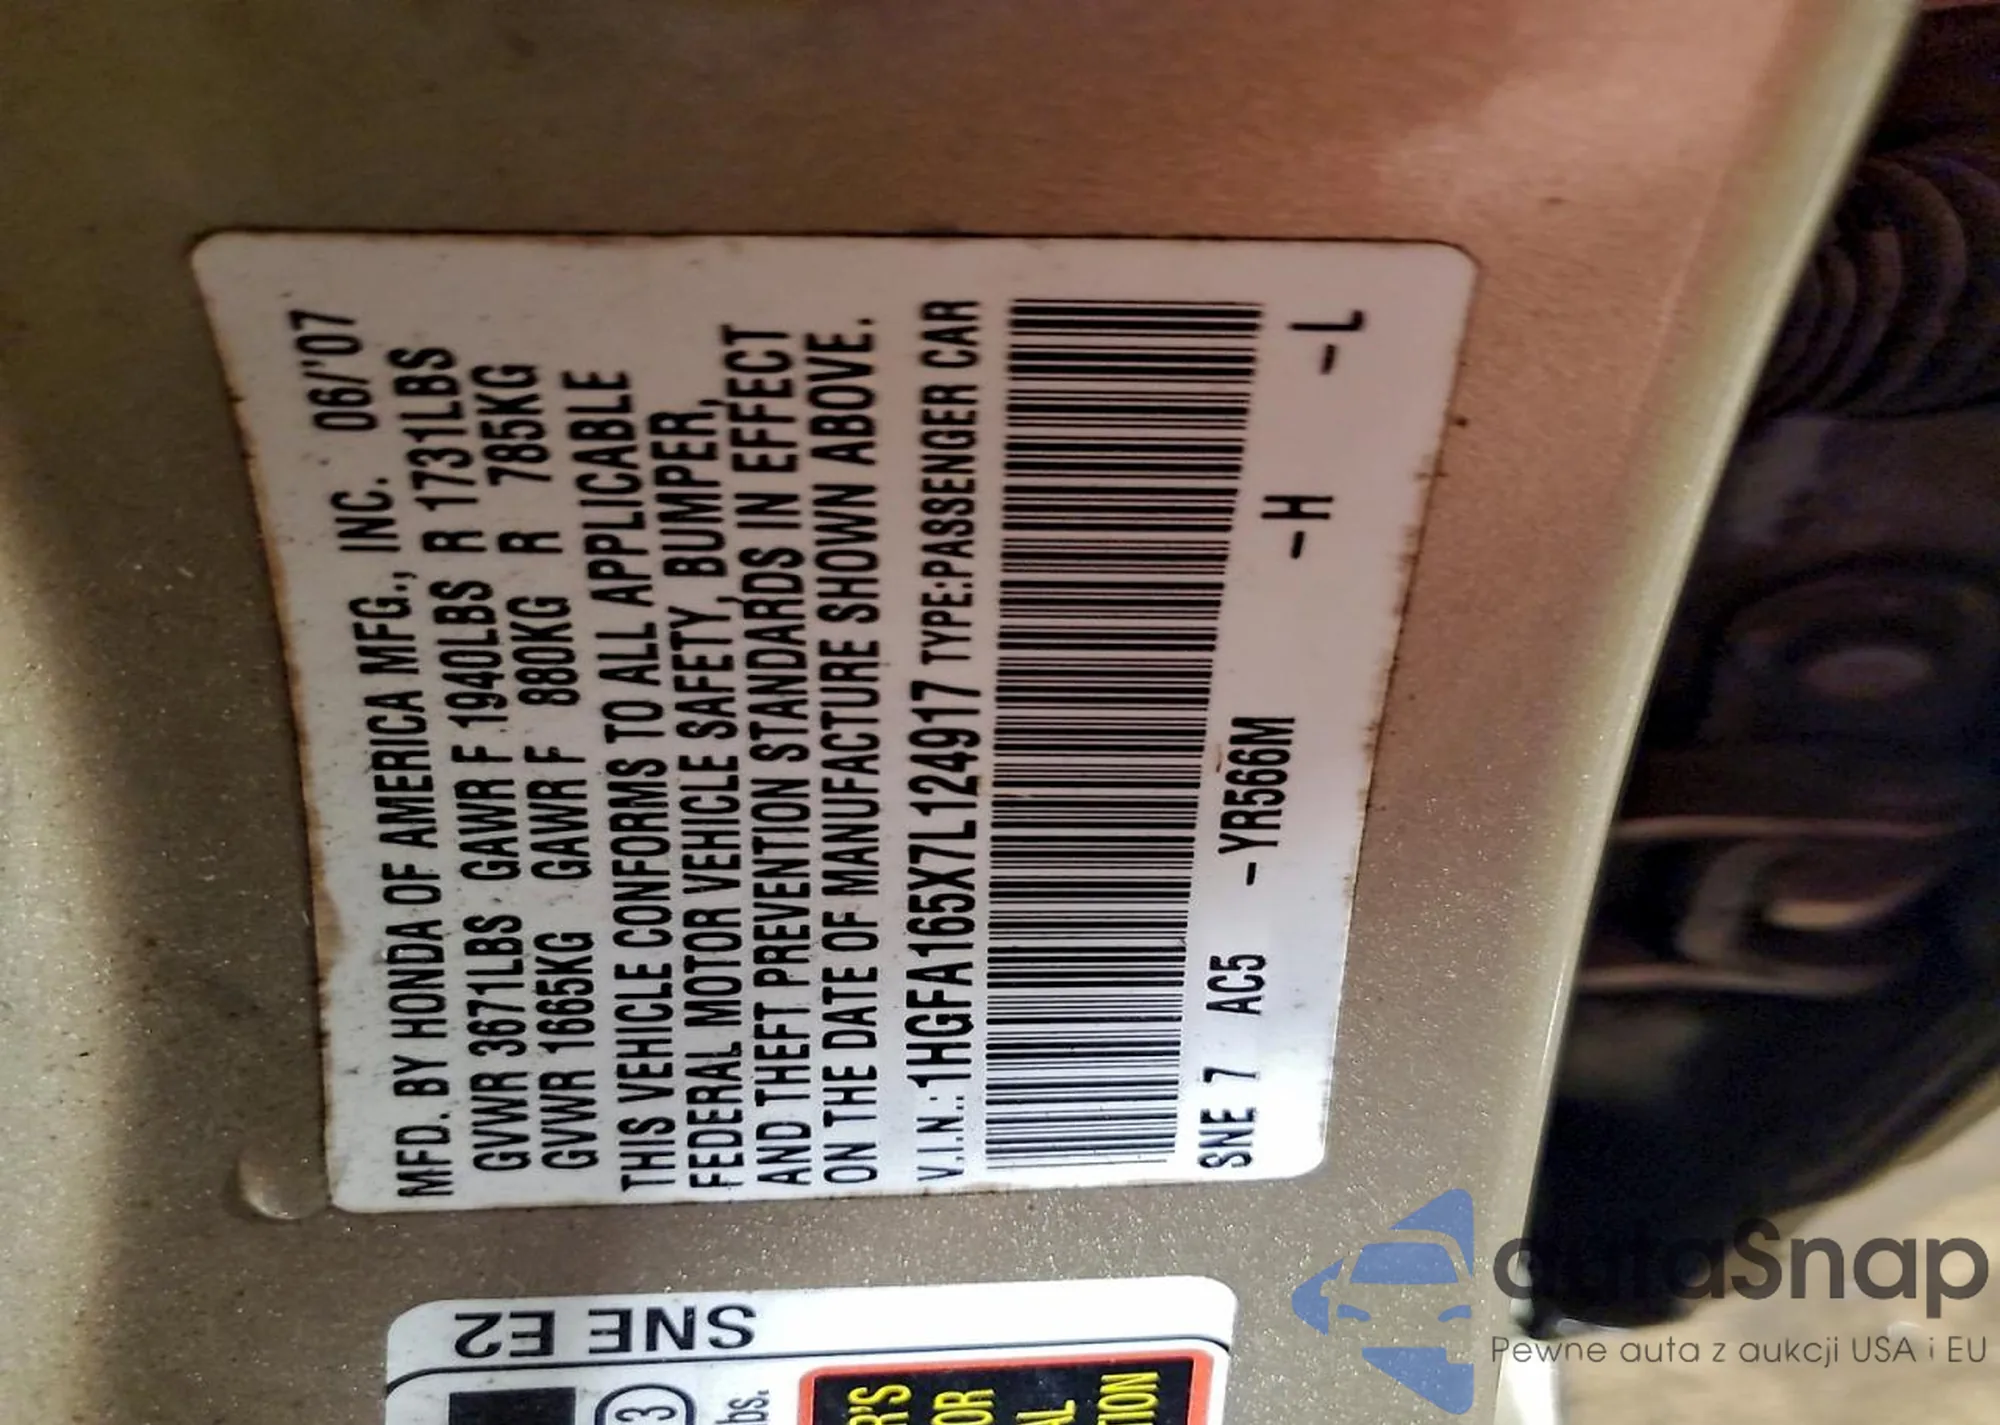 MFD. BY HONDA OF AMERICA MFG., INC. 06/'07
GVWR 3671LBS GAWR F 1940LBS R 1731LBS
GVWR 1665KG GAWR F 880KG R 785KG
THIS VEHICLE CONFORMS TO ALL APPLICABLE
FEDERAL MOTOR VEHICLE SAFETY, BUMPER,
AND THEFT PREVENTION STANDARDS IN EFFECT
ON THE DATE OF MANUFACTURE SHOWN ABOVE.
V.I.N.: 1HGFA165X7L124917 TYPE:PASSENGER CAR
SNE 7 AC5 -YR566M -H -L
SNE E2
3
autaSnap
Pewne auta z aukcji USA i EU